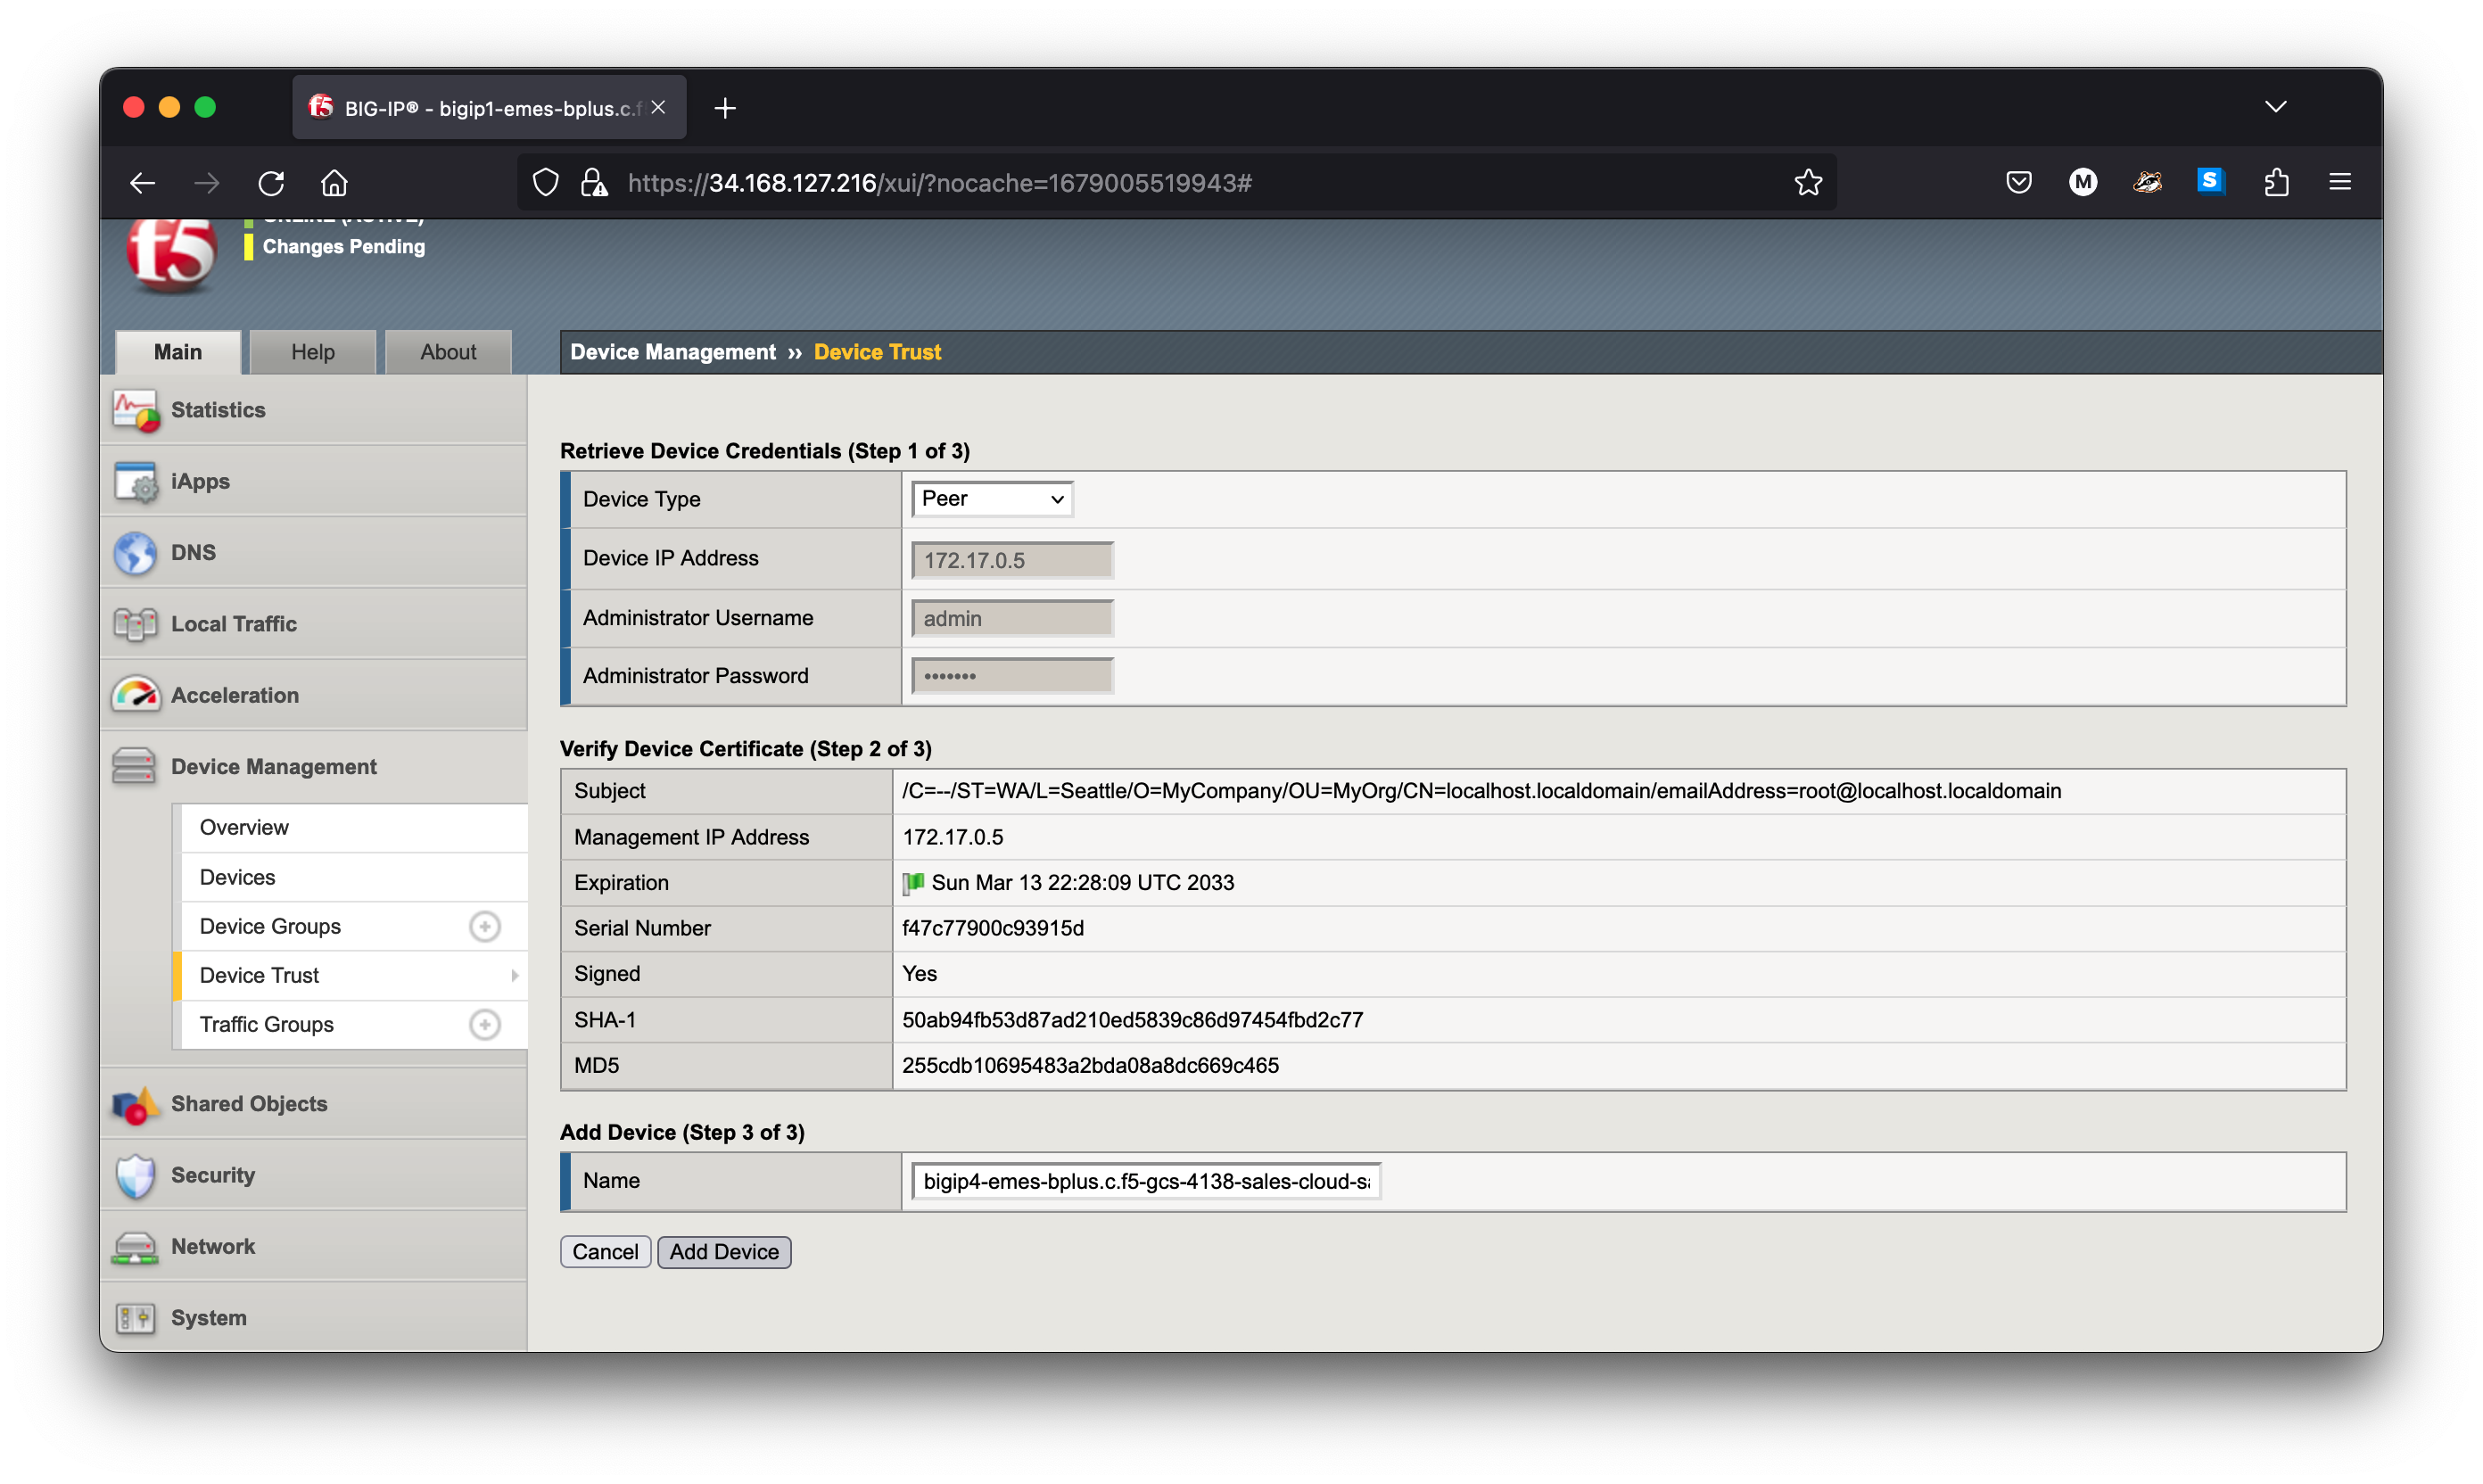 BIG-IP® - bigip1-emes-bplus.c.f
https://34.168.127.216/xui/?nocache=1679005519943#
M
S
f5
ONLINE (ACTIVE)
Changes Pending
Main
Help
About
Device Management ›› Device Trust
Statistics
iApps
DNS
Local Traffic
Acceleration
Device Management
Overview
Devices
Device Groups
Device Trust
Traffic Groups
Shared Objects
Security
Network
System
Retrieve Device Credentials (Step 1 of 3)
Device Type Peer
Device IP Address 172.17.0.5
Administrator Username admin
Administrator Password •••••••
Verify Device Certificate (Step 2 of 3)
Subject /C=--/ST=WA/L=Seattle/O=MyCompany/OU=MyOrg/CN=localhost.localdomain/emailAddress=root@localhost.localdomain
Management IP Address 172.17.0.5
Expiration Sun Mar 13 22:28:09 UTC 2033
Serial Number f47c77900c93915d
Signed Yes
SHA-1 50ab94fb53d87ad210ed5839c86d97454fbd2c77
MD5 255cdb10695483a2bda08a8dc669c465
Add Device (Step 3 of 3)
Name bigip4-emes-bplus.c.f5-gcs-4138-sales-cloud-sa
Cancel Add Device